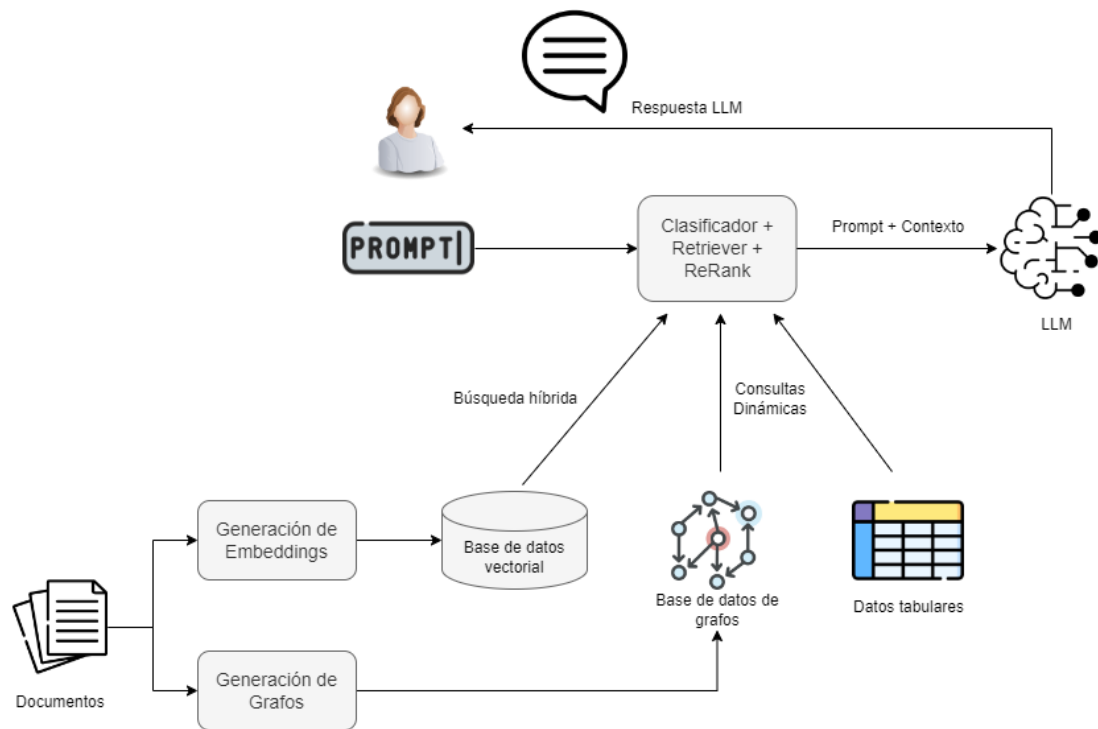 Respuesta LLM
PROMPT
Clasificador +
Retriever +
ReRank
Prompt + Contexto
LLM
Búsqueda híbrida
Consultas
Dinámicas
Generación de
Embeddings
Base de datos
vectorial
Base de datos de
grafos
Datos tabulares
Documentos
Generación de
Grafos